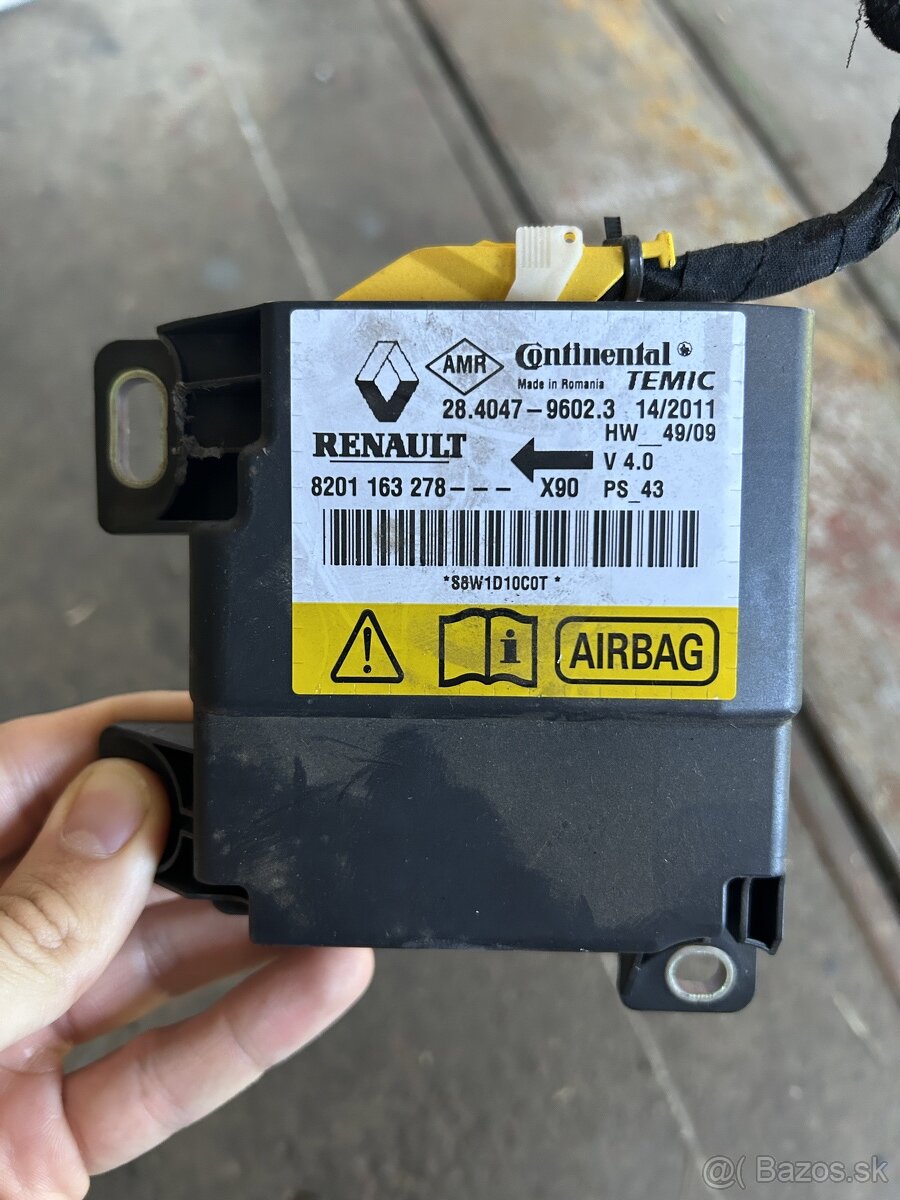 AMR Continental
Made in Romania TEMIC
28.4047-9602.3 14/2011
HW__49/09
RENAULT V 4.0
8201 163 278--- X90 PS_43
*S8W1D10C0T *
AIRBAG
@( Bazos.sk